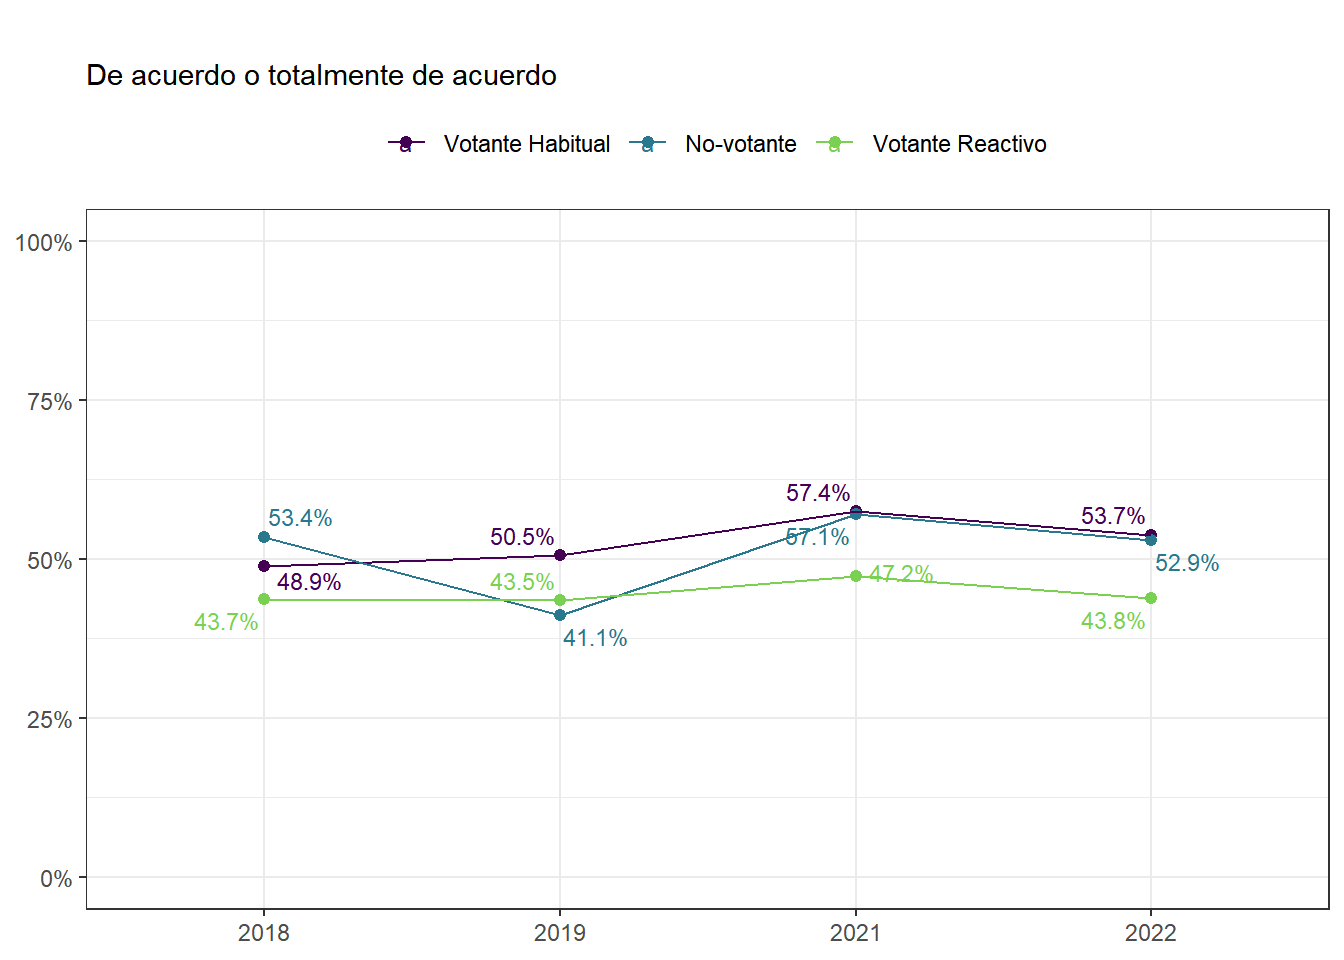 De acuerdo o totalmente de acuerdo
a Votante Habitual a No-votante a Votante Reactivo
100%
75%
57.4%
53.4% 53.7%
50.5% 57.1%
50% 52.9%
48.9% 43.5% 47.2%
43.7% 43.8%
41.1%
25%
0%
2018 2019 2021 2022